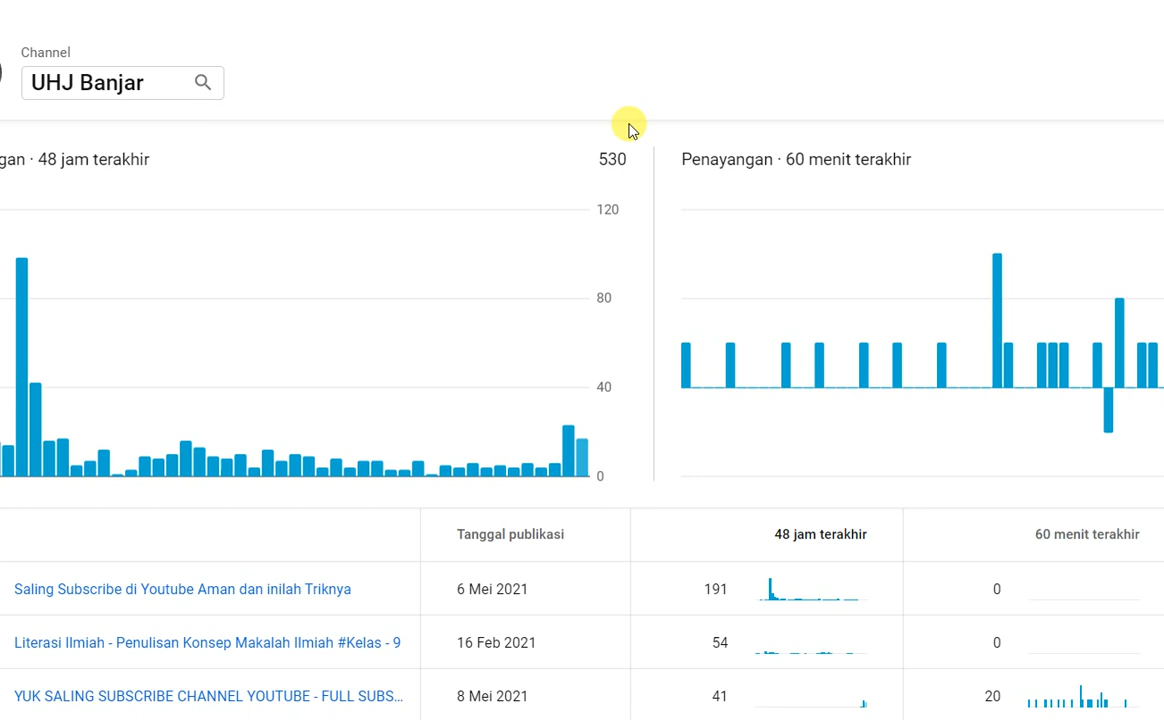 Channel
UHJ Banjar
gan · 48 jam terakhir
530
120
80
40
0
Penayangan · 60 menit terakhir
Tanggal publikasi
48 jam terakhir
60 menit terakhir
Saling Subscribe di Youtube Aman dan inilah Triknya
6 Mei 2021
191
0
Literasi Ilmiah - Penulisan Konsep Makalah Ilmiah #Kelas - 9
16 Feb 2021
54
0
YUK SALING SUBSCRIBE CHANNEL YOUTUBE - FULL SUBS...
8 Mei 2021
41
20